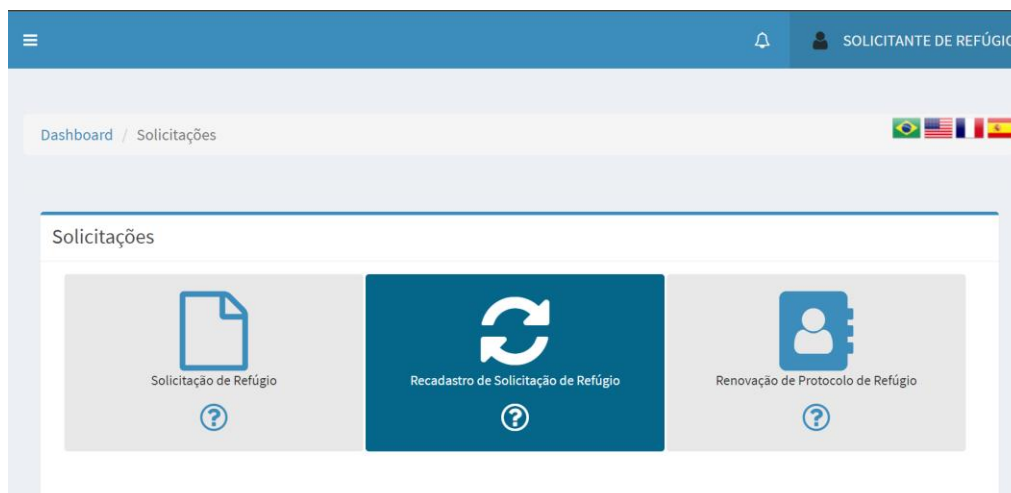 SOLICITANTE DE REFÚGIO
Dashboard / Solicitações
Solicitações
Solicitação de Refúgio
Recadastro de Solicitação de Refúgio
Renovação de Protocolo de Refúgio